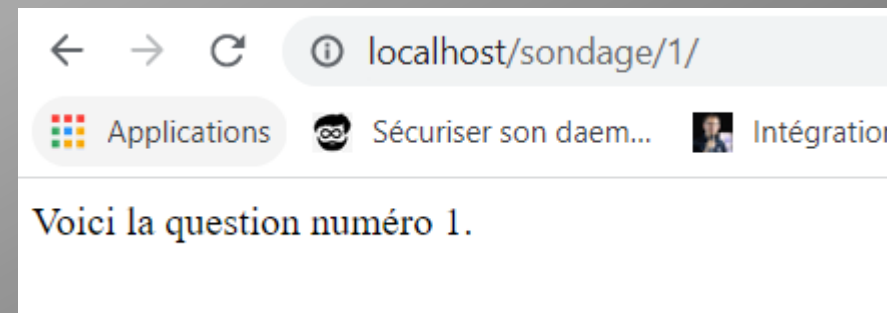 localhost/sondage/1/
Applications Sécuriser son daem... Intégration
Voici la question numéro 1.